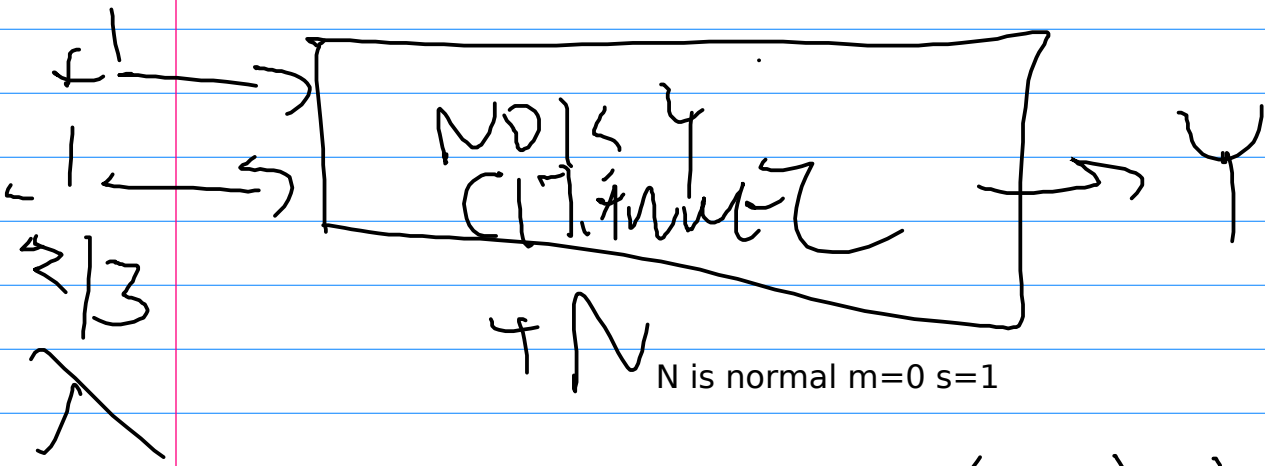 +1
-1
2/3
λ
NOISY
CHANNEL
Y
+N
N is normal m=0 s=1